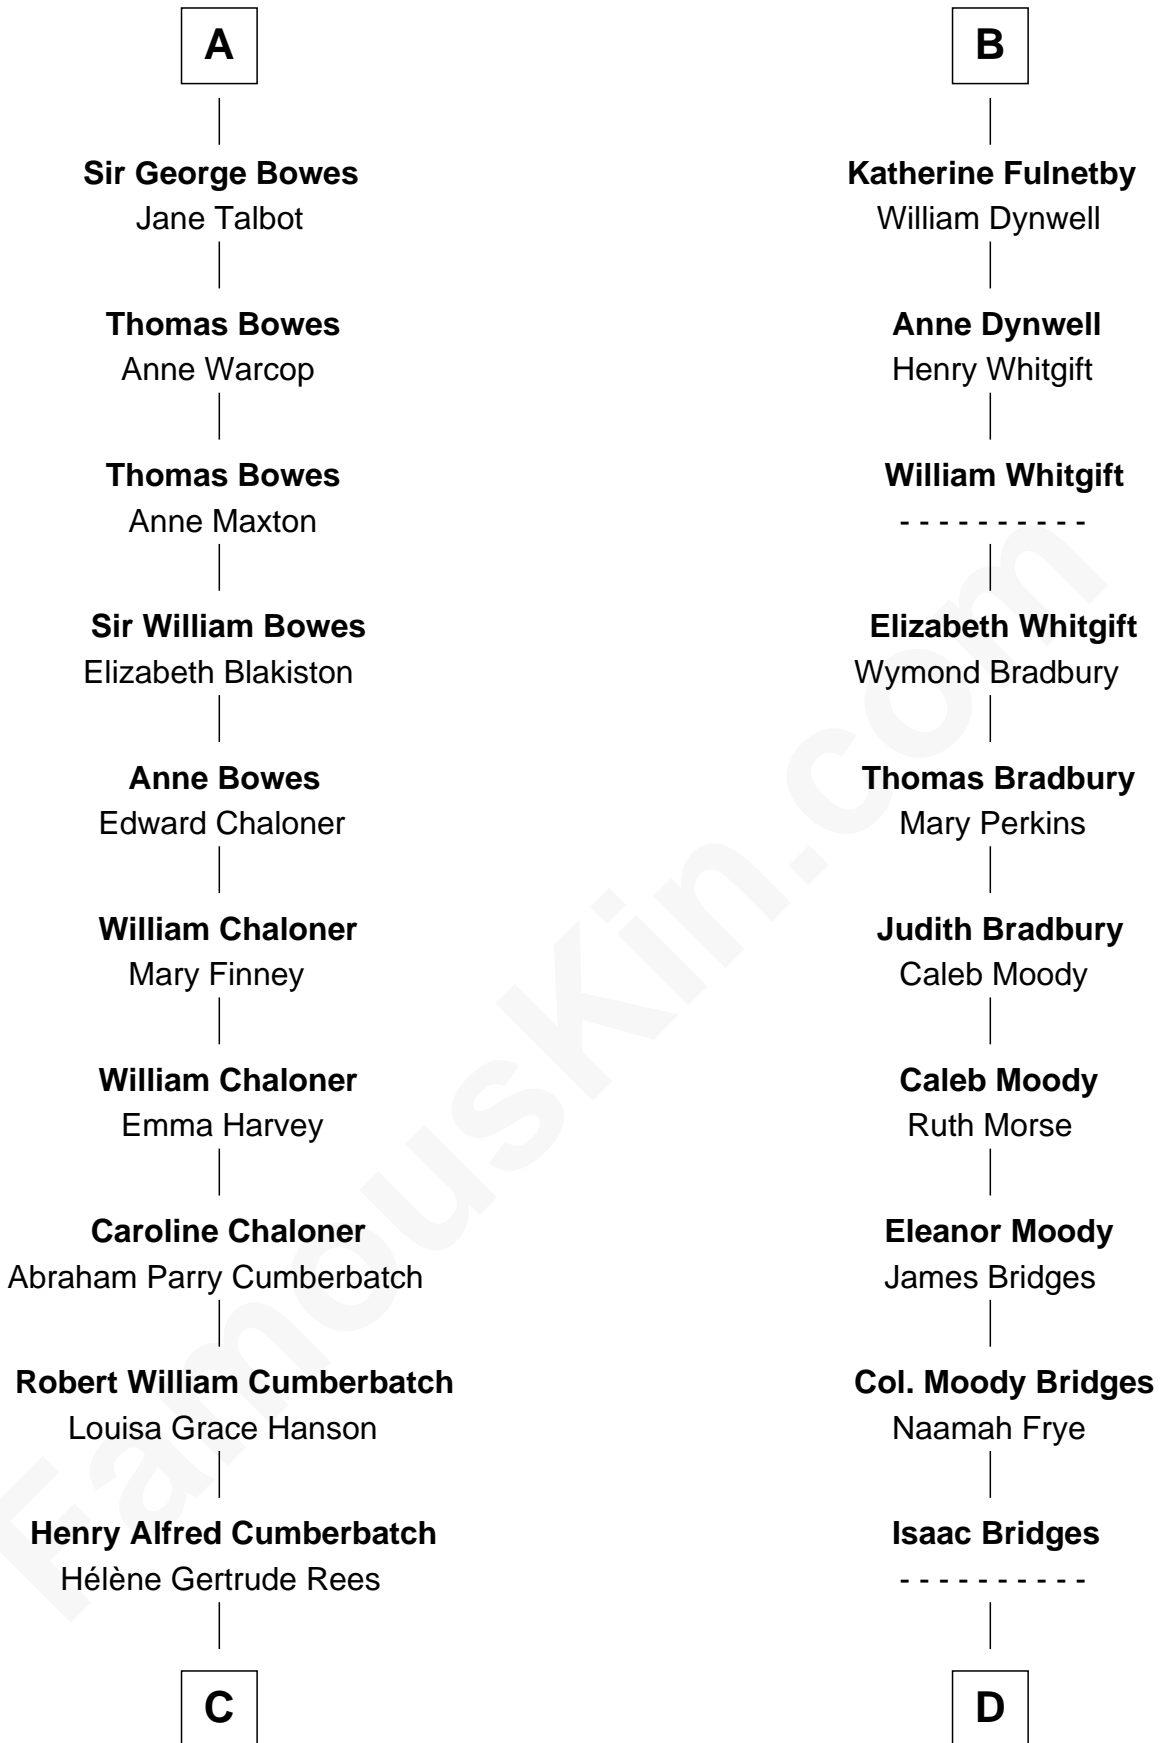 A
Sir George Bowes
Jane Talbot
Thomas Bowes
Anne Warcop
Thomas Bowes
Anne Maxton
Sir William Bowes
Elizabeth Blakiston
Anne Bowes
Edward Chaloner
William Chaloner
Mary Finney
William Chaloner
Emma Harvey
Caroline Chaloner
Abraham Parry Cumberbatch
Robert William Cumberbatch
Louisa Grace Hanson
Henry Alfred Cumberbatch
Hélène Gertrude Rees
C
B
Katherine Fulnetby
William Dynwell
Anne Dynwell
Henry Whitgift
William Whitgift
- - - - - - - - - -
Elizabeth Whitgift
Wymond Bradbury
Thomas Bradbury
Mary Perkins
Judith Bradbury
Caleb Moody
Caleb Moody
Ruth Morse
Eleanor Moody
James Bridges
Col. Moody Bridges
Naamah Frye
Isaac Bridges
- - - - - - - - - -
D
FamousKin.com